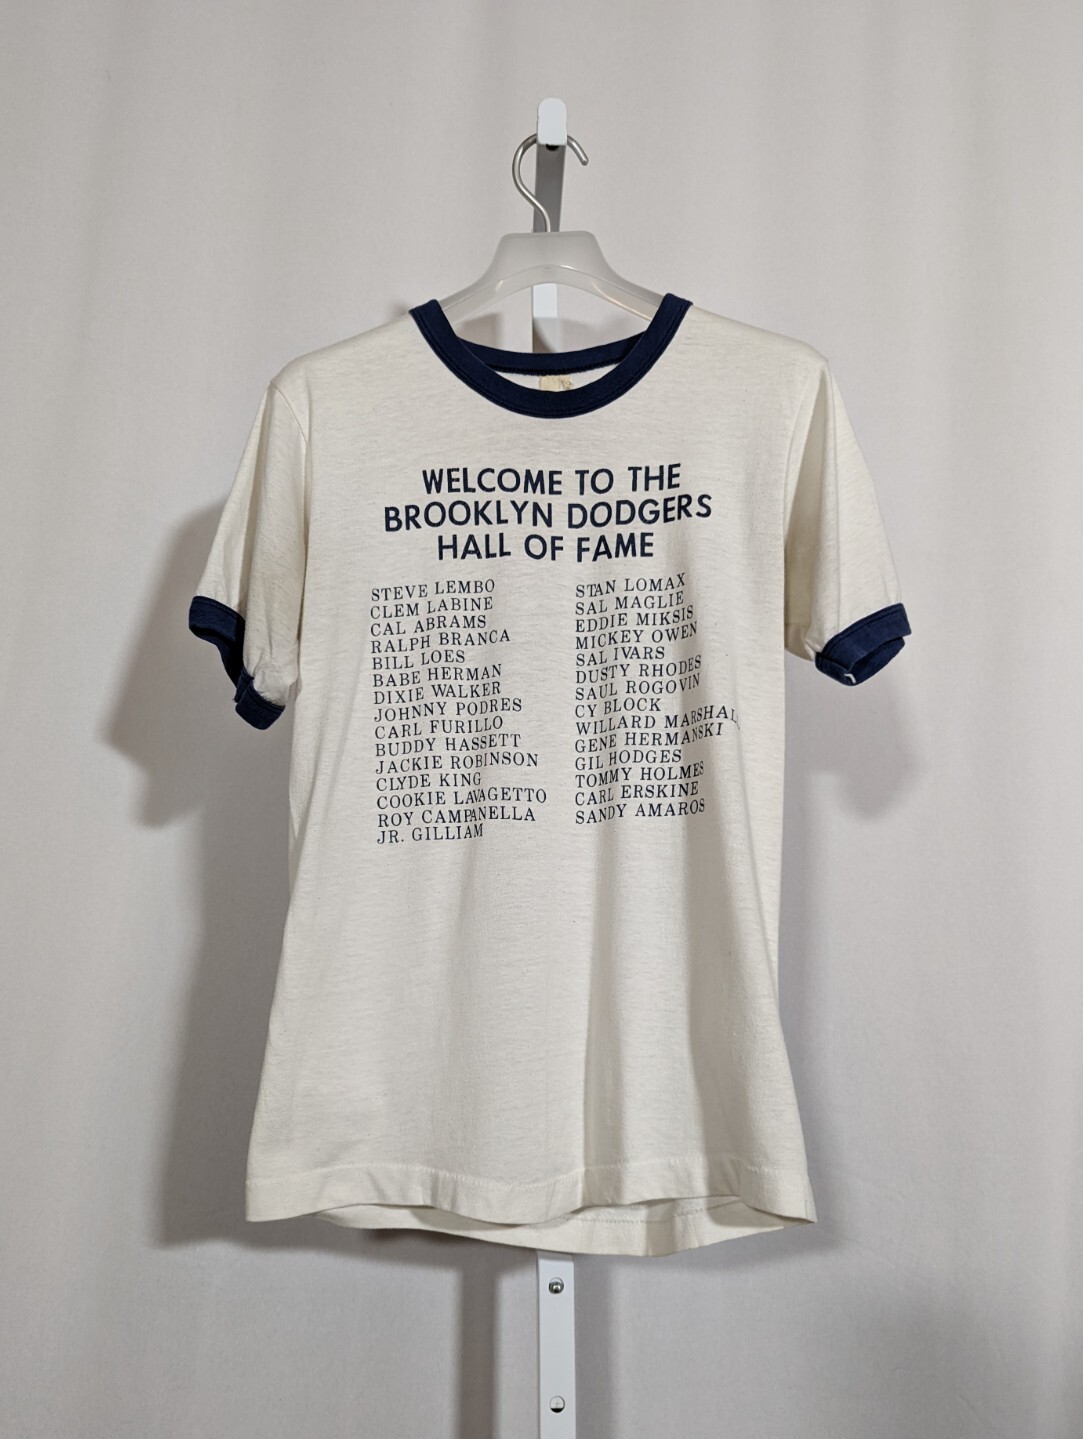 WELCOME TO THE
BROOKLYN DODGERS
HALL OF FAME
STEVE LEMBO
CLEM LABINE
CAL ABRAMS
RALPH BRANCA
BILL LOES
BABE HERMAN
DIXIE WALKER
JOHNNY PODRES
CARL FURILLO
BUDDY HASSETT
JACKIE ROBINSON
CLYDE KING
COOKIE LAVAGETTO
ROY CAMPANELLA
JR. GILLIAM
STAN LOMAX
SAL MAGLIE
EDDIE MIKSIS
MICKEY OWEN
SAL IVARS
DUSTY RHODES
SAUL ROGOVIN
CY BLOCK
WILLARD MARSHALL
GENE HERMANSKI
GIL HODGES
TOMMY HOLMES
CARL ERSKINE
SANDY AMAROS